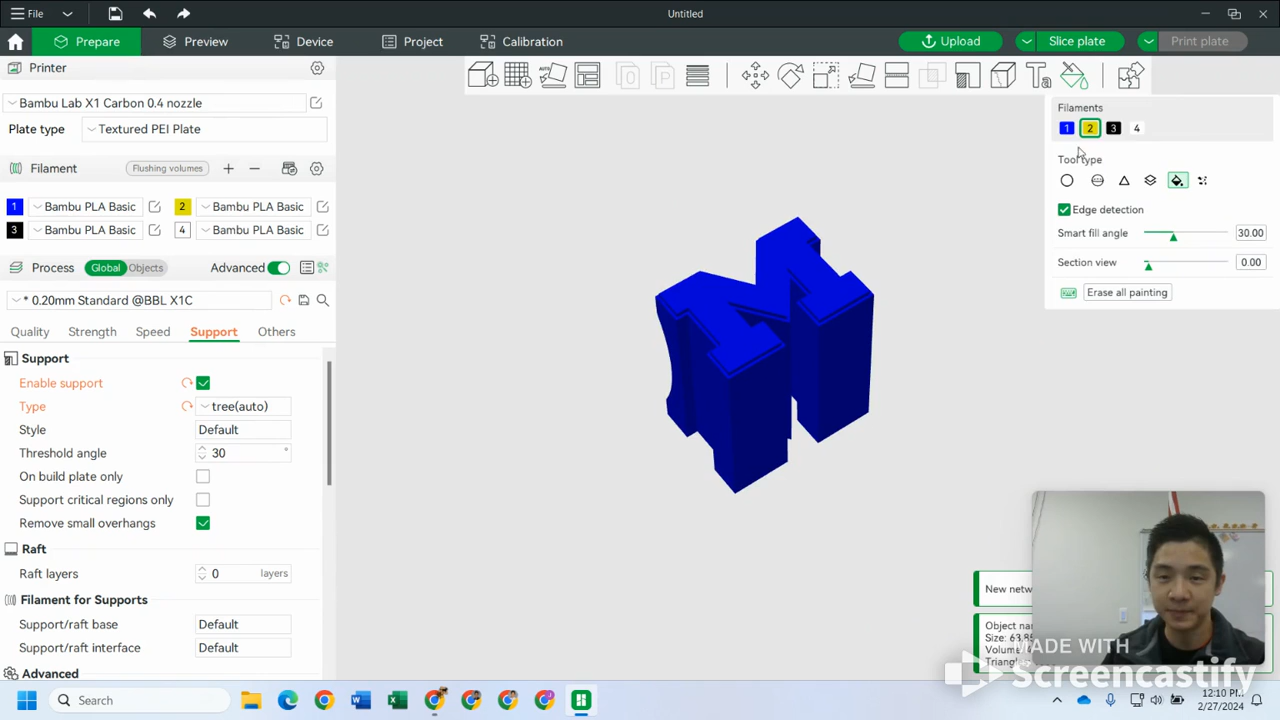 File
Untitled
Prepare
Preview
Device
Project
Calibration
Upload
Slice plate
Print plate
Printer
Bambu Lab X1 Carbon 0.4 nozzle
Plate type
Textured PEI Plate
Filament
Flushing volumes
1 Bambu PLA Basic
2 Bambu PLA Basic
3 Bambu PLA Basic
4 Bambu PLA Basic
Process
Global
Objects
Advanced
* 0.20mm Standard @BBL X1C
Quality
Strength
Speed
Support
Others
Support
Enable support
Type tree(auto)
Style Default
Threshold angle 30 °
On build plate only
Support critical regions only
Remove small overhangs
Raft
Raft layers 0 layers
Filament for Supports
Support/raft base Default
Support/raft interface Default
Advanced
Filaments
1 2 3 4
Tool type
Edge detection
Smart fill angle 30.00
Section view 0.00
Erase all painting
New netw
Object na
Size: 63.85
Volume
Triangl
MADE WITH
Screencastify
Search
12:10 PM
2/27/2024